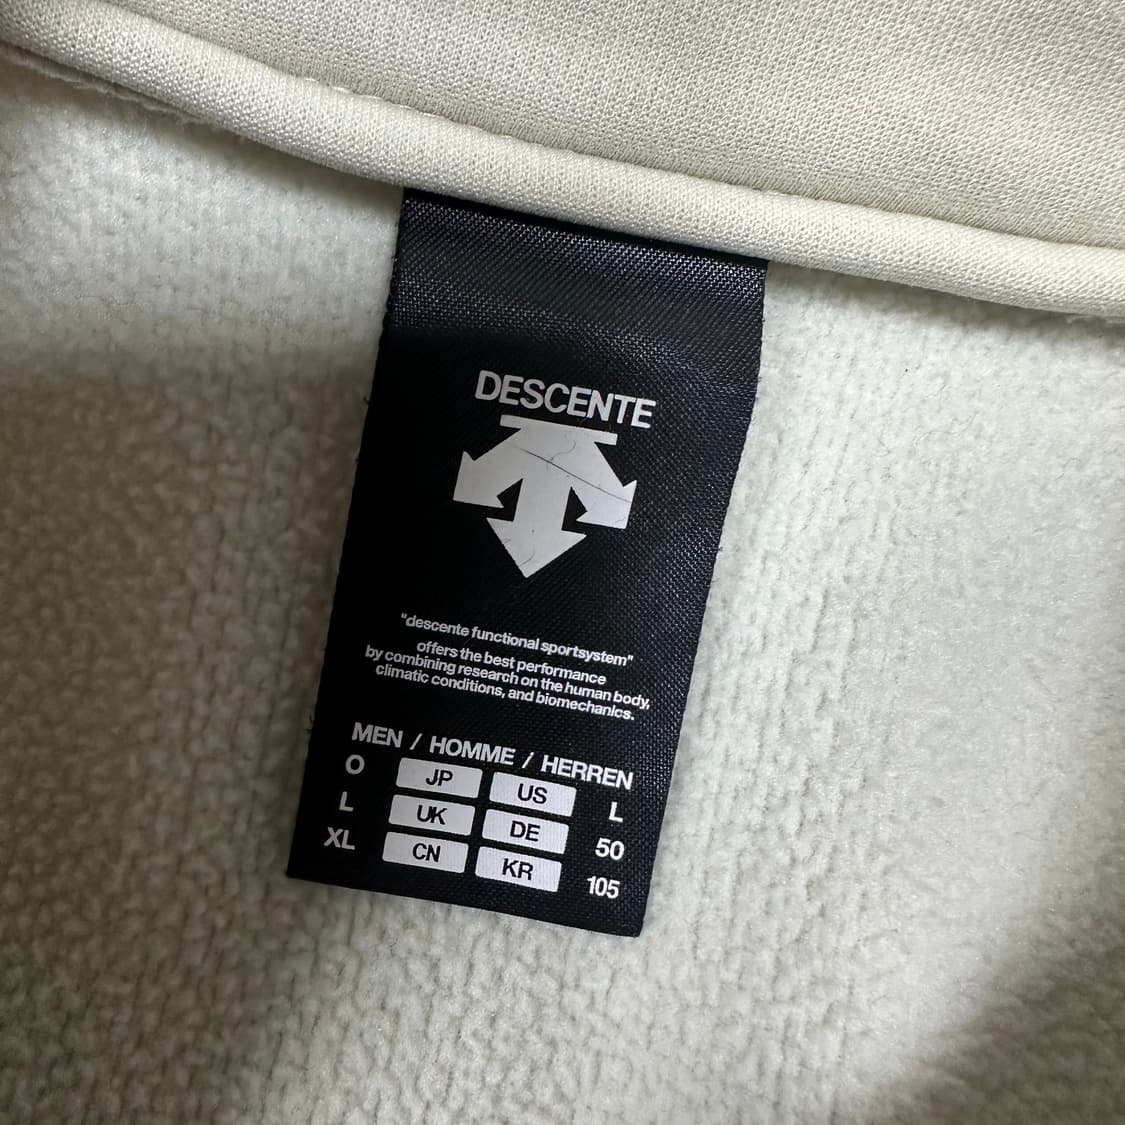 DESCENTE
"descente functional sportsystem"
offers the best performance
by combining research on the human body,
climatic conditions, and biomechanics.
MEN / HOMME / HERREN
O JP US L
L UK DE 50
XL CN KR 105